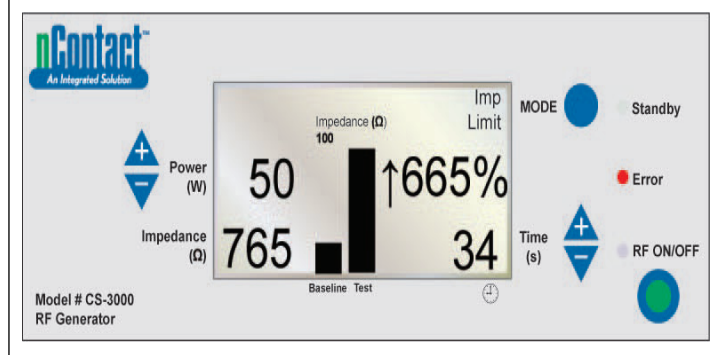 nContact™
An Integrated Solution
Imp
Limit
Impedance (Ω)
100
MODE
Standby
+
−
Power
(W)
50
↑665%
Error
Impedance
(Ω)
765
34
Time
(s)
+
−
RF ON/OFF
Baseline Test
Model # CS-3000
RF Generator